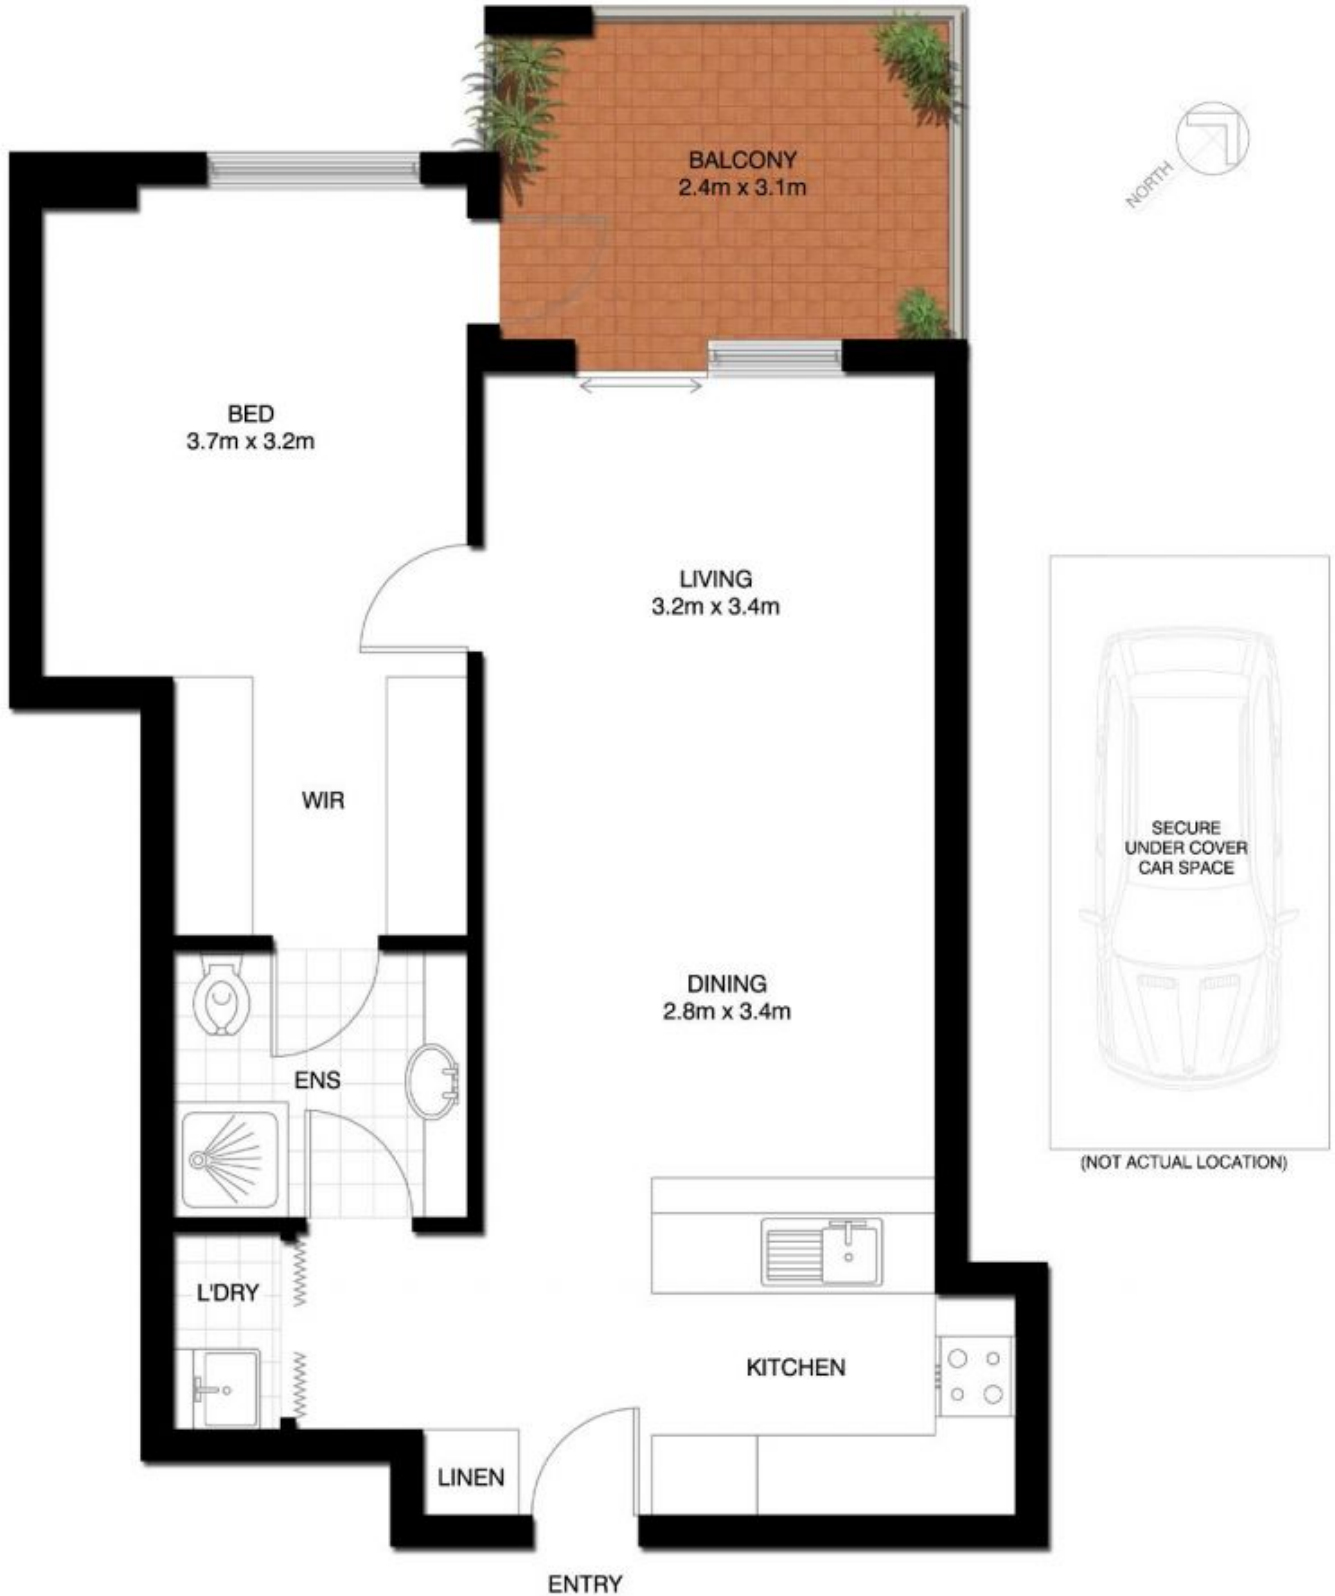 BALCONY
2.4m x 3.1m
NORTH
BED
3.7m x 3.2m
LIVING
3.2m x 3.4m
WIR
SECURE
UNDER COVER
CAR SPACE
DINING
2.8m x 3.4m
ENS
(NOT ACTUAL LOCATION)
L'DRY
KITCHEN
LINEN
ENTRY